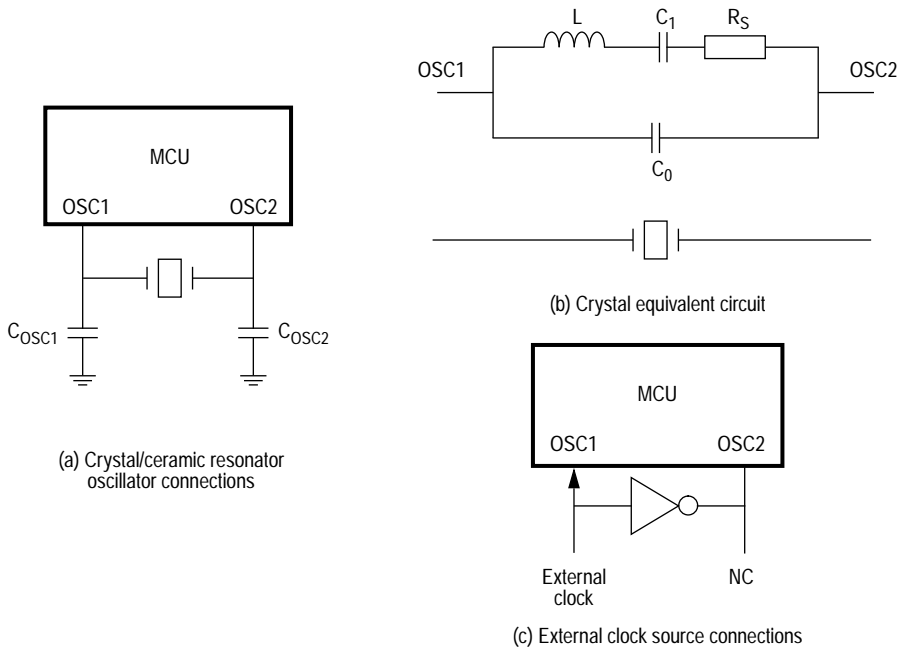 MCU
OSC1 OSC2
C_OSC1 C_OSC2
(a) Crystal/ceramic resonator
oscillator connections
L C_1 R_S
OSC1 OSC2
C_0
(b) Crystal equivalent circuit
MCU
OSC1 OSC2
External
clock
NC
(c) External clock source connections